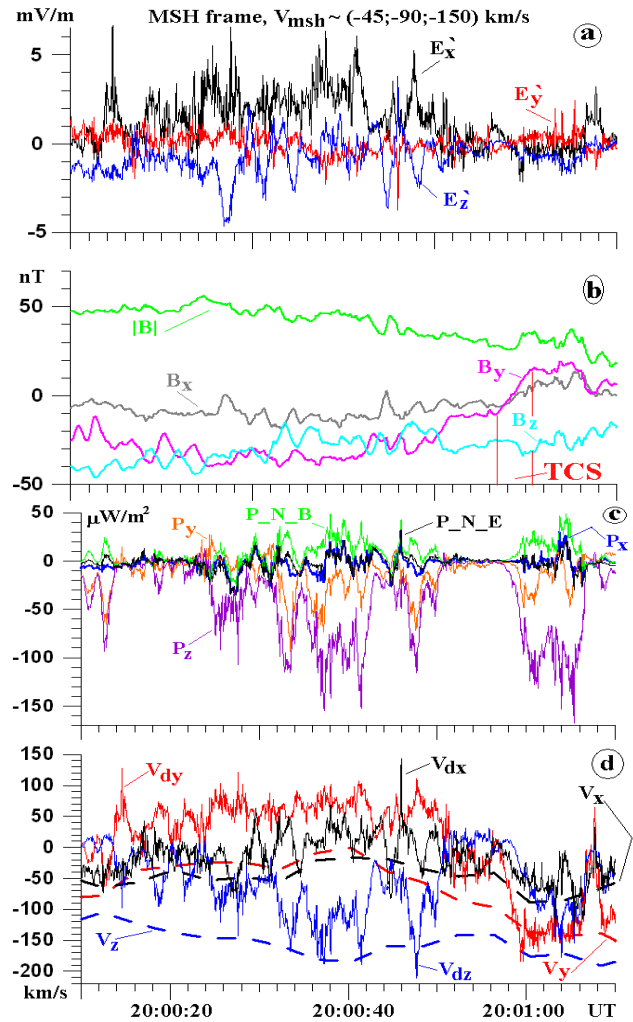 mV/m MSH frame, Vmsh ~ (-45;-90;-150) km/s
a
5
Ex`
Ey`
0
Ez`
-5
nT
b
50
|B|
Bx
By
0
Bz
TCS
-50
50
µW/m²
P_N_B
P_N_E
c
Py
Px
0
-50
Pz
-100
-150
150
d
100
Vdy
Vdx
Vx
50
0
-50
-100
Vz
-150
Vdz
Vy
-200
km/s
20:00:20 20:00:40 20:01:00 UT